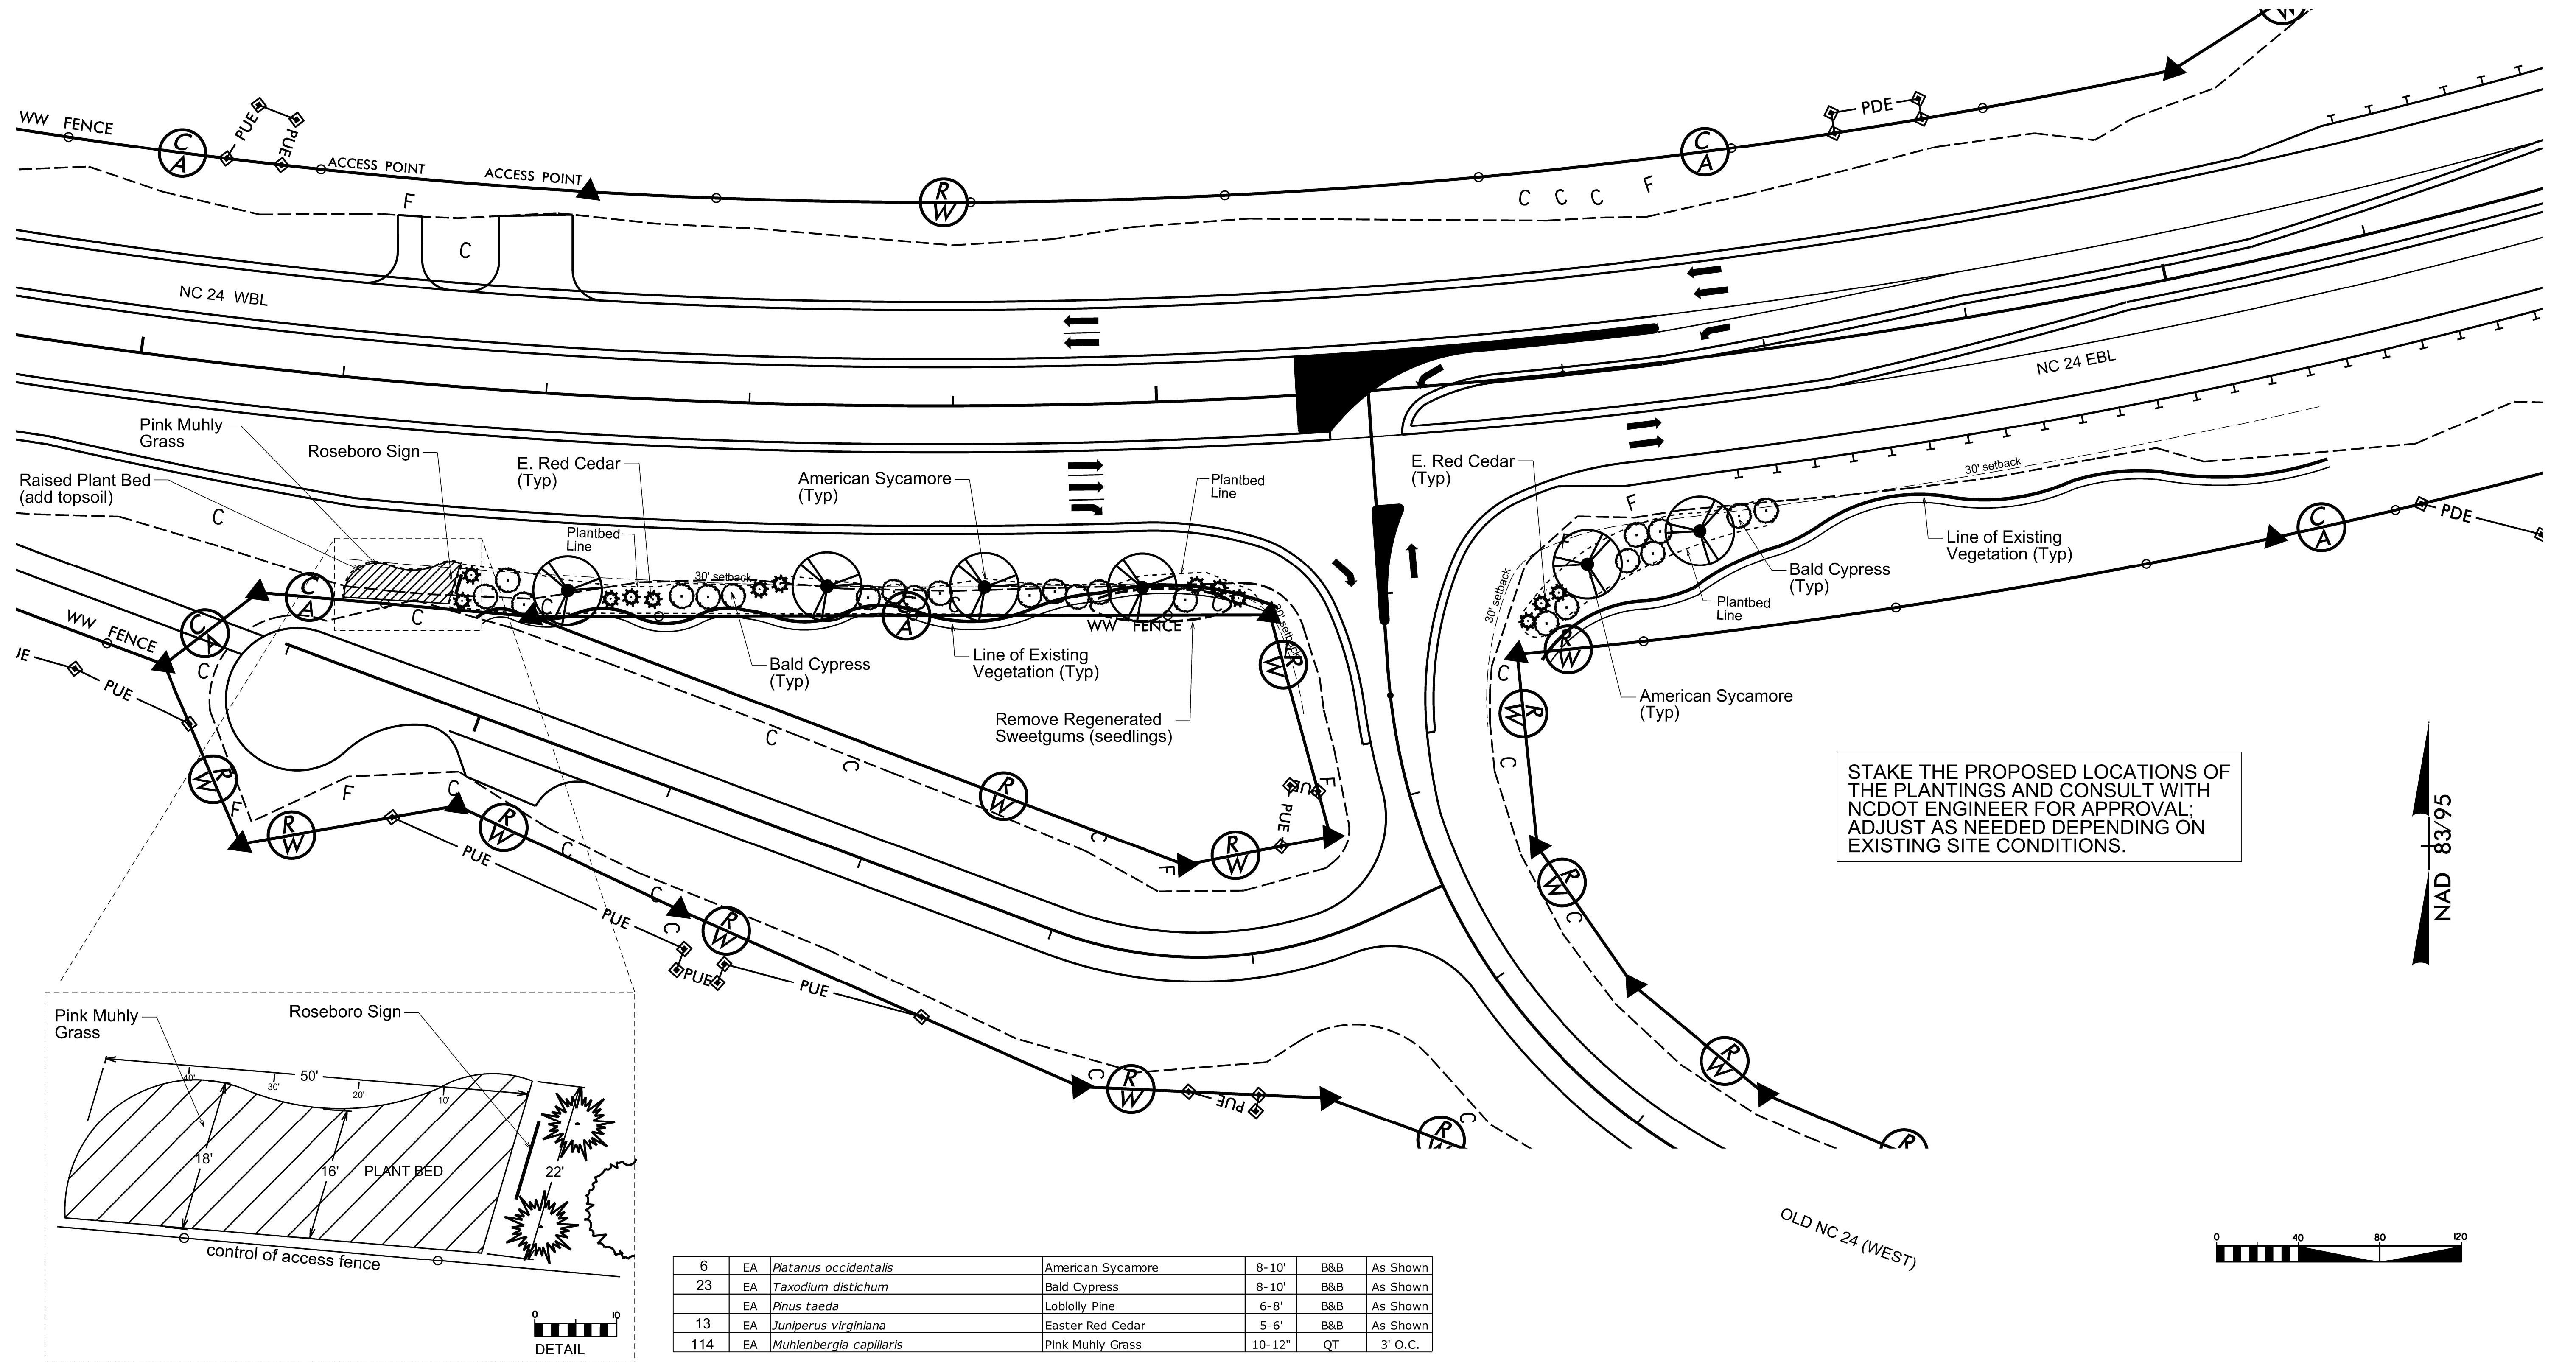 WW FENCE
C
A
PUE
PUE
ACCESS POINT
ACCESS POINT
R
W
C
A
PDE
W
F
C
C C C F
NC 24 WBL
NC 24 EBL
Pink Muhly
Grass
Roseboro Sign
Raised Plant Bed
(add topsoil)
E. Red Cedar
(Typ)
American Sycamore
(Typ)
Plantbed
Line
Plantbed
Line
30' setback
E. Red Cedar
(Typ)
30' setback
F
F
Line of Existing
Vegetation (Typ)
Bald Cypress
(Typ)
Plantbed
Line
30' setback
C
A
PDE
C
C
A
C
A
C
C
C
A
C
C
C
WW FENCE
30' setback
WW FENCE
C
PUE
Bald Cypress
(Typ)
Line of Existing
Vegetation (Typ)
Remove Regenerated
Sweetgums (seedlings)
American Sycamore
(Typ)
R
W
R
W
R
W
C
C
C
C
STAKE THE PROPOSED LOCATIONS OF
THE PLANTINGS AND CONSULT WITH
NCDOT ENGINEER FOR APPROVAL;
ADJUST AS NEEDED DEPENDING ON
EXISTING SITE CONDITIONS.
NAD 83/95
R
W
F
F
C
R
W
R
W
R
W
PUE
PUE
F
C
F
R
W
R
W
C
PUE
C
C
PUE
C
R
W
PUE
PUE
R
W
C
R
W
PUE
C
R
W
R
W
R
OLD NC 24 (WEST)
0 40 80 120
Pink Muhly
Grass
Roseboro Sign
50'
40'
30'
20'
10'
18'
16'
PLANT BED
22'
control of access fence
0 10
DETAIL
6 EA Platanus occidentalis American Sycamore 8-10' B&B As Shown
23 EA Taxodium distichum Bald Cypress 8-10' B&B As Shown
EA Pinus taeda Loblolly Pine 6-8' B&B As Shown
13 EA Juniperus virginiana Easter Red Cedar 5-6' B&B As Shown
114 EA Muhlenbergia capillaris Pink Muhly Grass 10-12" QT 3' O.C.